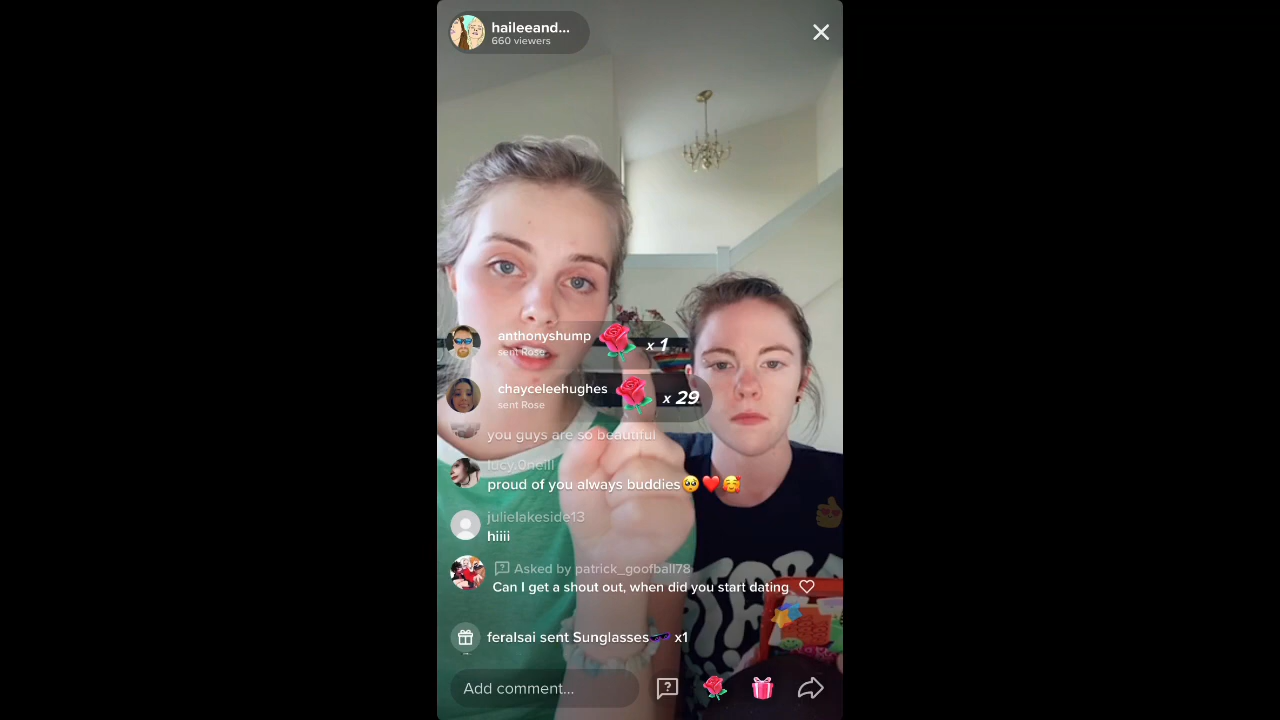 haileeand...
660 viewers
anthonyshump
sent Rose
x 1
chayceleehughes
sent Rose
x 29
you guys are so beautiful
lucy.0neill
proud of you always buddies🥺❤️🥰
julielakeside13
hiiii
Asked by patrick_goofball78
Can I get a shout out, when did you start dating
feralsai sent Sunglasses🕶️ x1
Add comment...